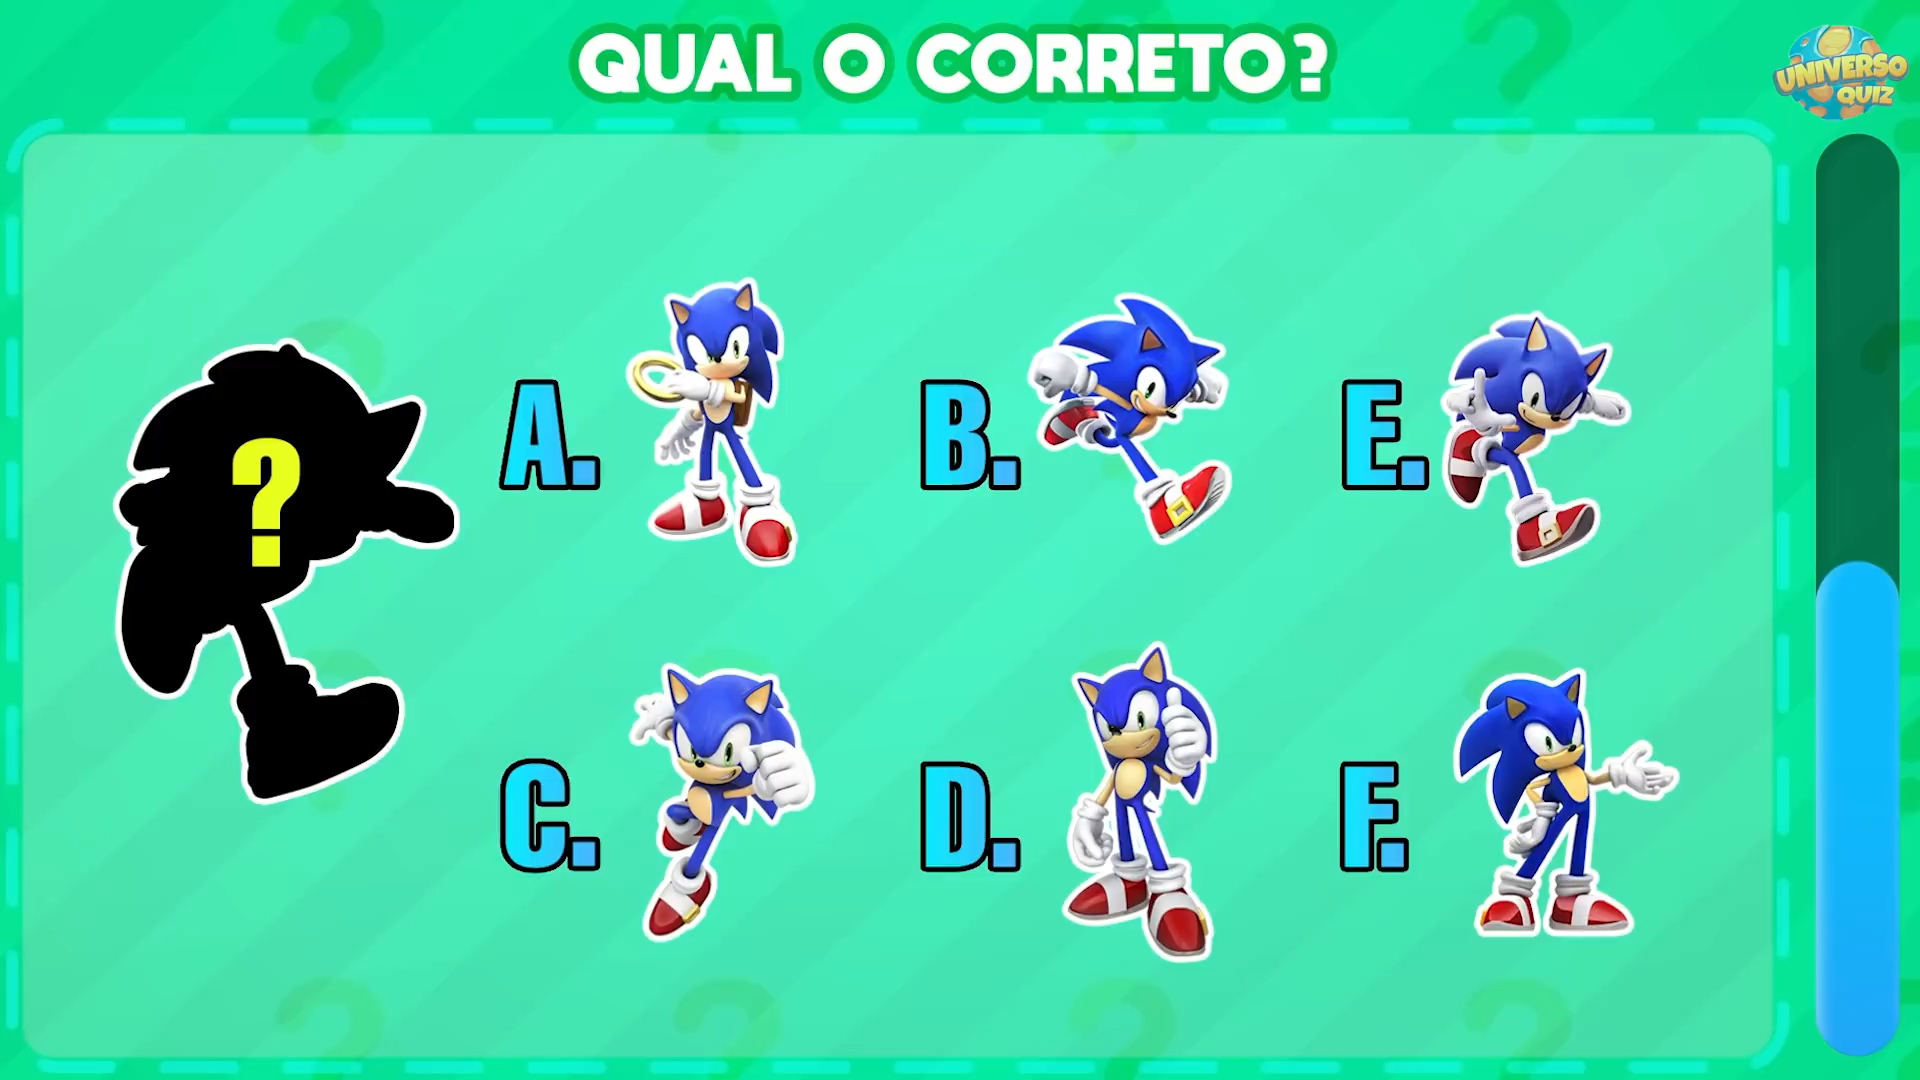 QUAL O CORRETO?
UNIVERSO
QUIZ
?
A.
B.
E.
C.
D.
F.